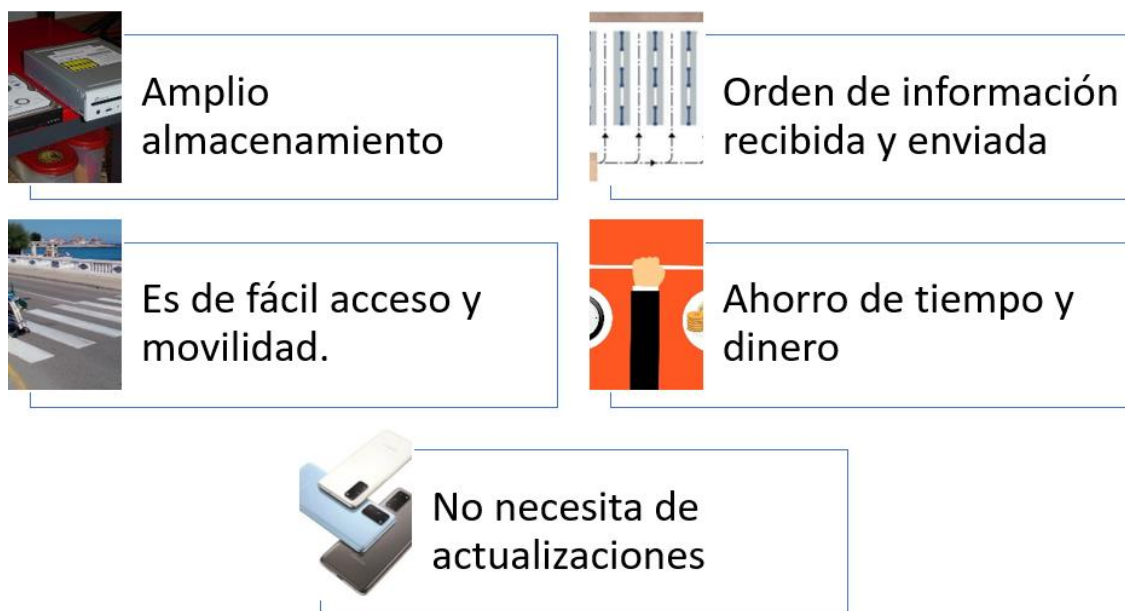 Amplio
almacenamiento
Orden de información
recibida y enviada
Es de fácil acceso y
movilidad.
Ahorro de tiempo y
dinero
No necesita de
actualizaciones